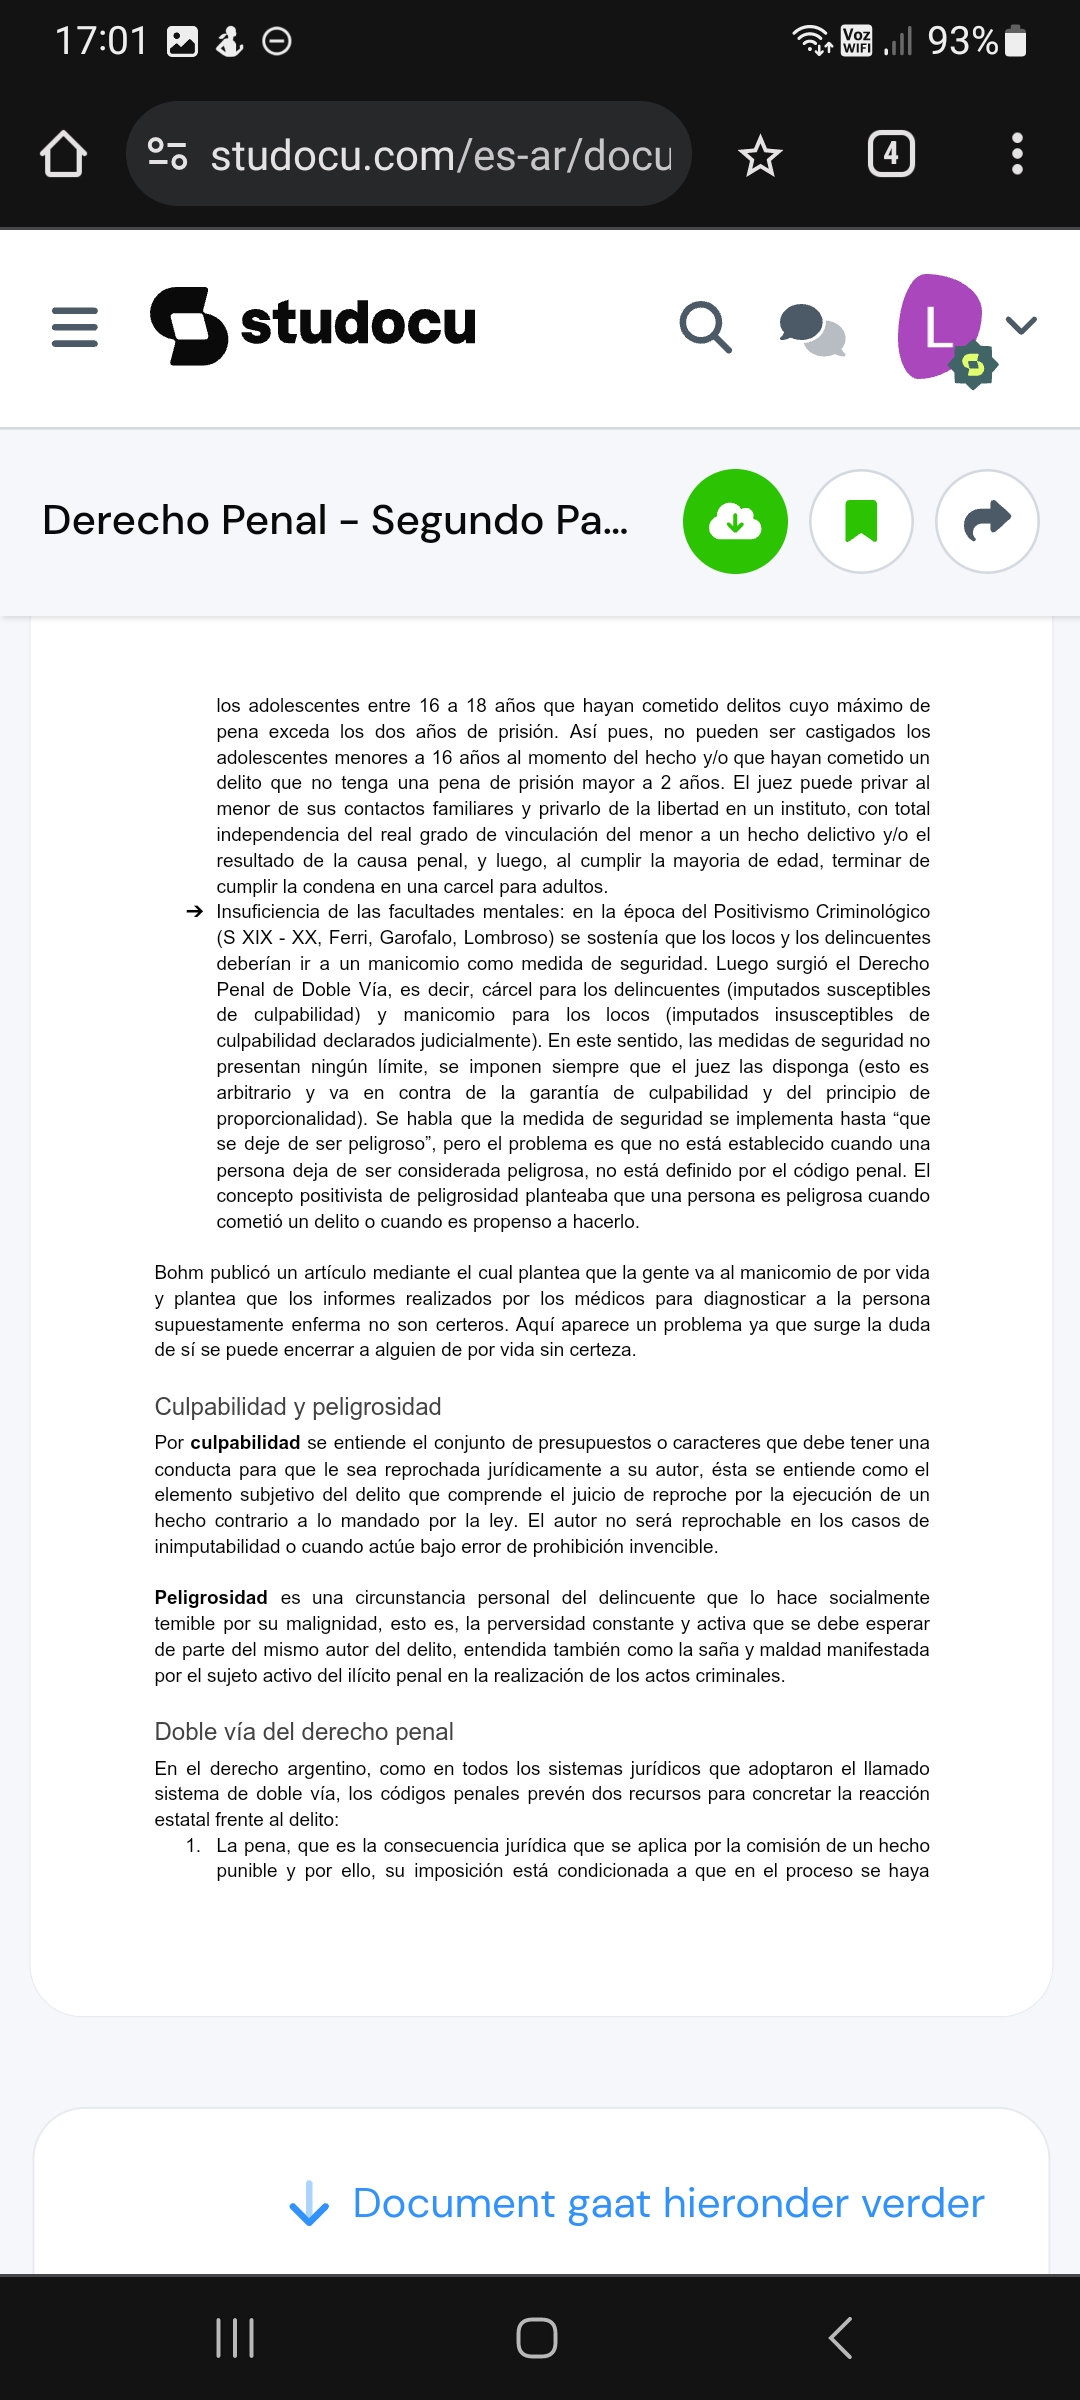 17:01
Voz
WIFI
93%
studocu.com/es-ar/docu
4
studocu
L
Derecho Penal - Segundo Pa...
los adolescentes entre 16 a 18 años que hayan cometido delitos cuyo máximo de
pena exceda los dos años de prisión. Así pues, no pueden ser castigados los
adolescentes menores a 16 años al momento del hecho y/o que hayan cometido un
delito que no tenga una pena de prisión mayor a 2 años. El juez puede privar al
menor de sus contactos familiares y privarlo de la libertad en un instituto, con total
independencia del real grado de vinculación del menor a un hecho delictivo y/o el
resultado de la causa penal, y luego, al cumplir la mayoria de edad, terminar de
cumplir la condena en una carcel para adultos.
➔ Insuficiencia de las facultades mentales: en la época del Positivismo Criminológico
(S XIX - XX, Ferri, Garofalo, Lombroso) se sostenía que los locos y los delincuentes
deberían ir a un manicomio como medida de seguridad. Luego surgió el Derecho
Penal de Doble Vía, es decir, cárcel para los delincuentes (imputados susceptibles
de culpabilidad) y manicomio para los locos (imputados insusceptibles de
culpabilidad declarados judicialmente). En este sentido, las medidas de seguridad no
presentan ningún límite, se imponen siempre que el juez las disponga (esto es
arbitrario y va en contra de la garantía de culpabilidad y del principio de
proporcionalidad). Se habla que la medida de seguridad se implementa hasta “que
se deje de ser peligroso”, pero el problema es que no está establecido cuando una
persona deja de ser considerada peligrosa, no está definido por el código penal. El
concepto positivista de peligrosidad planteaba que una persona es peligrosa cuando
cometió un delito o cuando es propenso a hacerlo.
Bohm publicó un artículo mediante el cual plantea que la gente va al manicomio de por vida
y plantea que los informes realizados por los médicos para diagnosticar a la persona
supuestamente enferma no son certeros. Aquí aparece un problema ya que surge la duda
de sí se puede encerrar a alguien de por vida sin certeza.
Culpabilidad y peligrosidad
Por culpabilidad se entiende el conjunto de presupuestos o caracteres que debe tener una
conducta para que le sea reprochada jurídicamente a su autor, ésta se entiende como el
elemento subjetivo del delito que comprende el juicio de reproche por la ejecución de un
hecho contrario a lo mandado por la ley. El autor no será reprochable en los casos de
inimputabilidad o cuando actúe bajo error de prohibición invencible.
Peligrosidad es una circunstancia personal del delincuente que lo hace socialmente
temible por su malignidad, esto es, la perversidad constante y activa que se debe esperar
de parte del mismo autor del delito, entendida también como la saña y maldad manifestada
por el sujeto activo del ilícito penal en la realización de los actos criminales.
Doble vía del derecho penal
En el derecho argentino, como en todos los sistemas jurídicos que adoptaron el llamado
sistema de doble vía, los códigos penales prevén dos recursos para concretar la reacción
estatal frente al delito:
1. La pena, que es la consecuencia jurídica que se aplica por la comisión de un hecho
punible y por ello, su imposición está condicionada a que en el proceso se haya
Document gaat hieronder verder